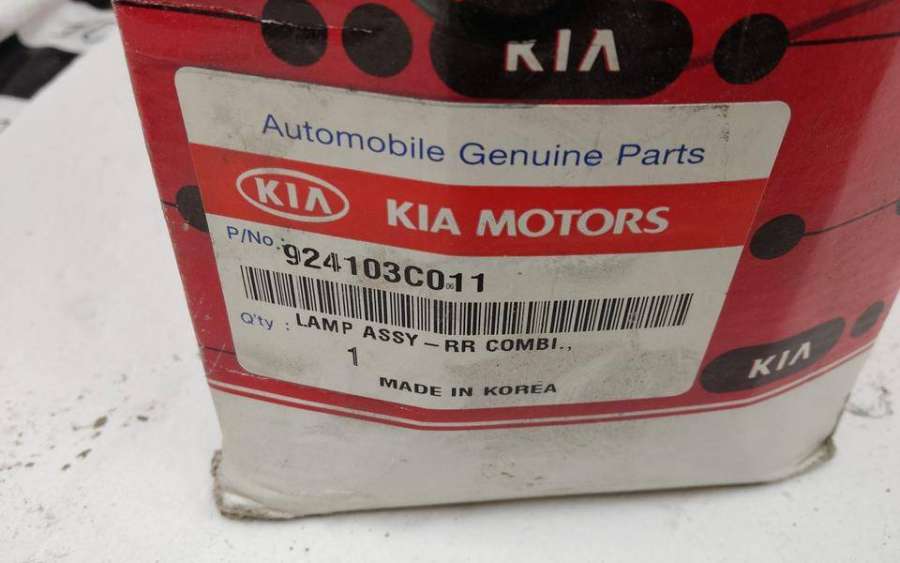 KIA
Automobile Genuine Parts
KIA KIA MOTORS
P/No.: 924103C011
LAMP ASSY-RR COMBI.,
Q'ty : 1
MADE IN KOREA
KIA